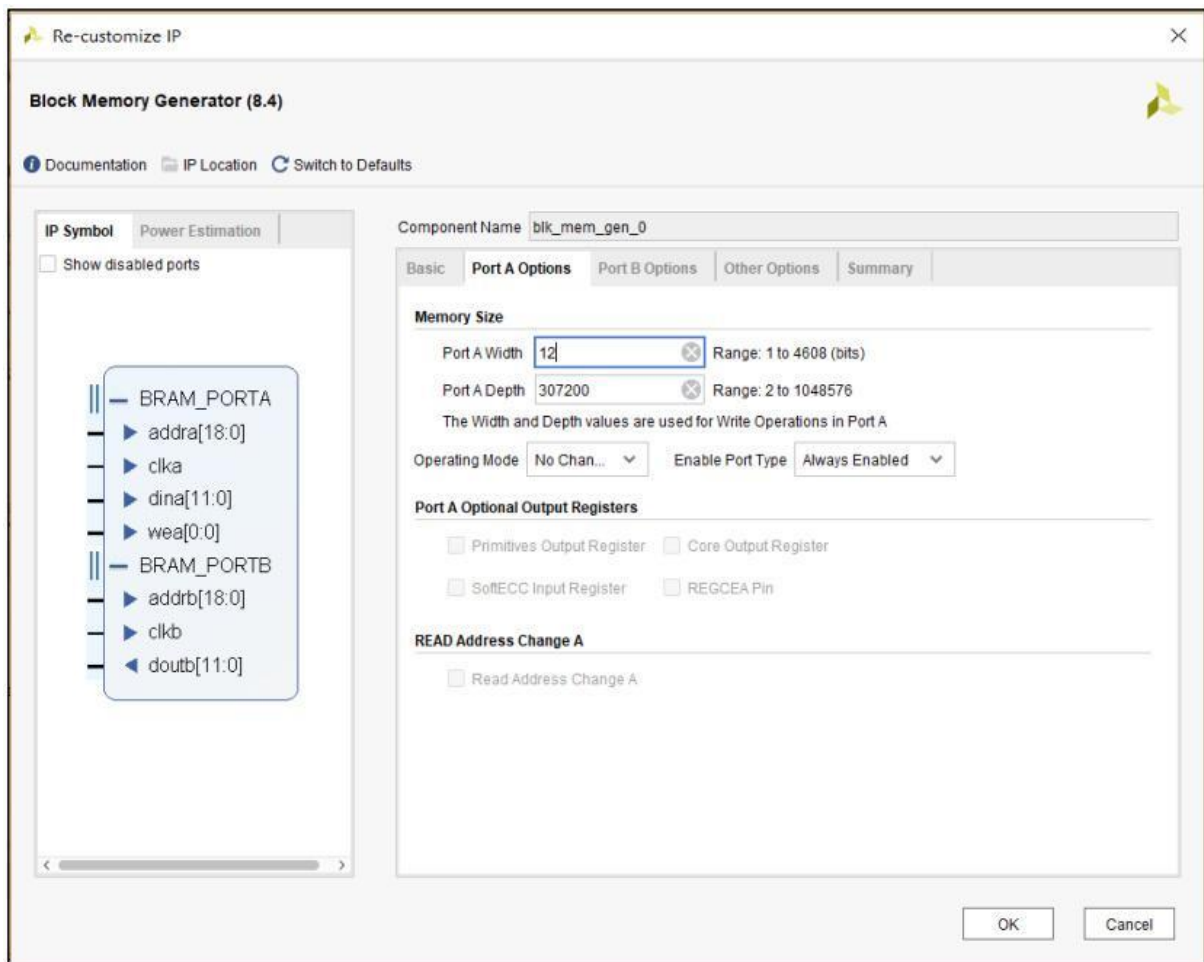 Re-customize IP
Block Memory Generator (8.4)
Documentation IP Location Switch to Defaults
IP Symbol Power Estimation
Show disabled ports
BRAM_PORTA
addra[18:0]
clka
dina[11:0]
wea[0:0]
BRAM_PORTB
addrb[18:0]
clkb
doutb[11:0]
Component Name blk_mem_gen_0
Basic Port A Options Port B Options Other Options Summary
Memory Size
Port A Width 12 Range: 1 to 4608 (bits)
Port A Depth 307200 Range: 2 to 1048576
The Width and Depth values are used for Write Operations in Port A
Operating Mode No Chan... Enable Port Type Always Enabled
Port A Optional Output Registers
Primitives Output Register Core Output Register
SoftECC Input Register REGCEA Pin
READ Address Change A
Read Address Change A
OK Cancel